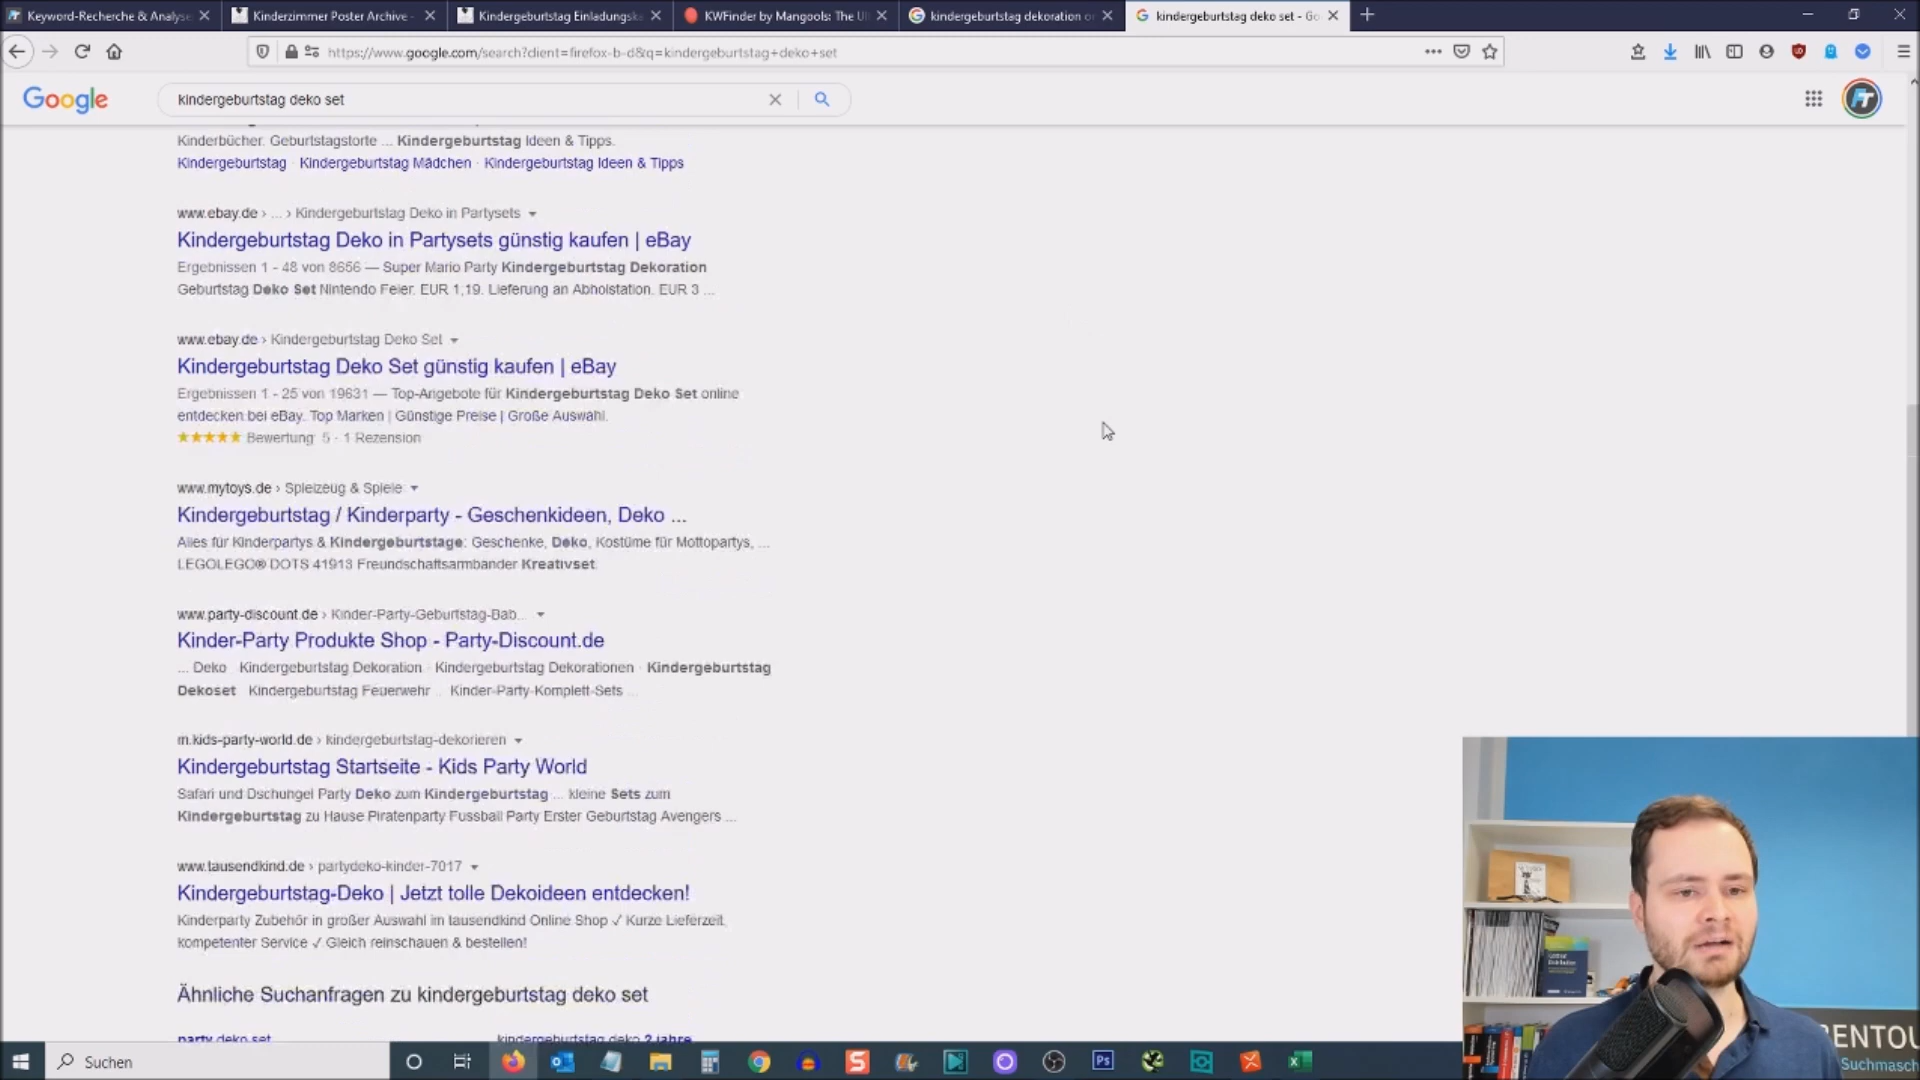 Keyword-Recherche & Analyse
Kinderzimmer Poster Archive -
Kindergeburtstag Einladungska
KWFinder by Mangools: The Ul
kindergeburtstag dekoration o
kindergeburtstag deko set - Go
https://www.google.com/search?client=firefox-b-d&q=kindergeburtstag+deko+set
Google
kindergeburtstag deko set
Kinderbücher. Geburtstagstorte ... Kindergeburtstag Ideen & Tipps.
Kindergeburtstag · Kindergeburtstag Mädchen · Kindergeburtstag Ideen & Tipps
www.ebay.de › ... › Kindergeburtstag Deko in Partysets
Kindergeburtstag Deko in Partysets günstig kaufen | eBay
Ergebnissen 1 - 48 von 8656 — Super Mario Party Kindergeburtstag Dekoration
Geburtstag Deko Set Nintendo Feier. EUR 1,19. Lieferung an Abholstation. EUR 3 ...
www.ebay.de › Kindergeburtstag Deko Set
Kindergeburtstag Deko Set günstig kaufen | eBay
Ergebnissen 1 - 25 von 19631 — Top-Angebote für Kindergeburtstag Deko Set online
entdecken bei eBay. Top Marken | Günstige Preise | Große Auswahl.
★★★★★ Bewertung: 5 - 1 Rezension
www.mytoys.de › Spielzeug & Spiele
Kindergeburtstag / Kinderparty - Geschenkideen, Deko ...
Alles für Kinderpartys & Kindergeburtstage: Geschenke, Deko, Kostüme für Mottopartys, ...
LEGOLEGO® DOTS 41913 Freundschaftsarmbänder Kreativset.
www.party-discount.de › Kinder-Party-Geburtstag-Bab...
Kinder-Party Produkte Shop - Party-Discount.de
... Deko · Kindergeburtstag Dekoration · Kindergeburtstag Dekorationen · Kindergeburtstag
Dekoset · Kindergeburtstag Feuerwehr ... Kinder-Party-Komplett-Sets ...
m.kids-party-world.de › kindergeburtstag-dekorieren
Kindergeburtstag Startseite - Kids Party World
Safari und Dschungel Party Deko zum Kindergeburtstag ... kleine Sets zum
Kindergeburtstag zu Hause Piratenparty Fussball Party Erster Geburtstag Avengers ...
www.tausendkind.de › partydeko-kinder-7017
Kindergeburtstag-Deko | Jetzt tolle Dekoideen entdecken!
Kinderparty Zubehör in großer Auswahl im tausendkind Online Shop ✓ Kurze Lieferzeit,
kompetenter Service ✓ Gleich reinschauen & bestellen!
Ähnliche Suchanfragen zu kindergeburtstag deko set
party deko set
kindergeburtstag deko 2 jahre
RENTOU
Suchmasch
Suchen